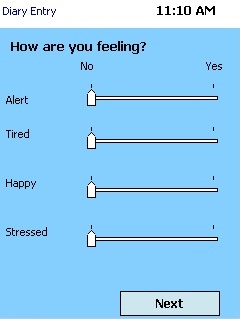 Diary Entry 11:10 AM
How are you feeling?
No Yes
Alert
Tired
Happy
Stressed
Next